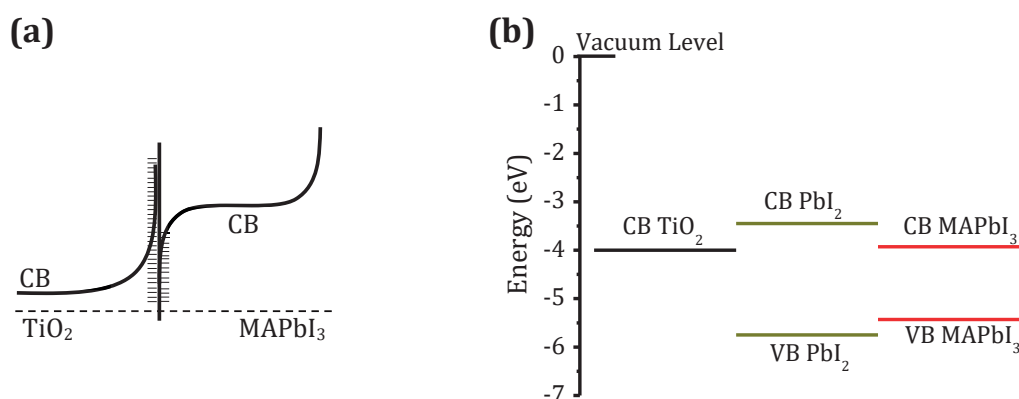 (a)
CB
CB
TiO₂
MAPbI₃
(b)
Vacuum Level
0
-1
-2
-3
-4
-5
-6
-7
Energy (eV)
CB TiO₂
CB PbI₂
CB MAPbI₃
VB PbI₂
VB MAPbI₃